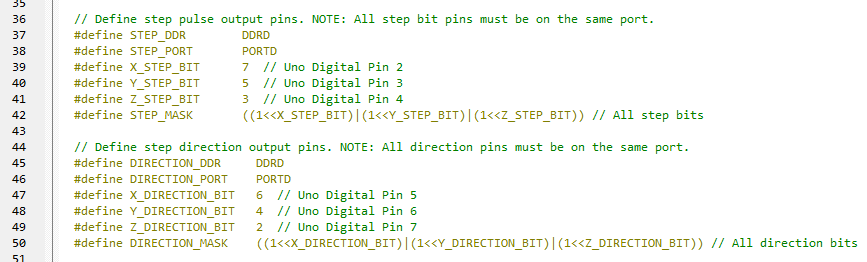 35
36 // Define step pulse output pins. NOTE: All step bit pins must be on the same port.
37 #define STEP_DDR DDRD
38 #define STEP_PORT PORTD
39 #define X_STEP_BIT 7 // Uno Digital Pin 2
40 #define Y_STEP_BIT 5 // Uno Digital Pin 3
41 #define Z_STEP_BIT 3 // Uno Digital Pin 4
42 #define STEP_MASK ((1<<X_STEP_BIT)|(1<<Y_STEP_BIT)|(1<<Z_STEP_BIT)) // All step bits
43
44 // Define step direction output pins. NOTE: All direction pins must be on the same port.
45 #define DIRECTION_DDR DDRD
46 #define DIRECTION_PORT PORTD
47 #define X_DIRECTION_BIT 6 // Uno Digital Pin 5
48 #define Y_DIRECTION_BIT 4 // Uno Digital Pin 6
49 #define Z_DIRECTION_BIT 2 // Uno Digital Pin 7
50 #define DIRECTION_MASK ((1<<X_DIRECTION_BIT)|(1<<Y_DIRECTION_BIT)|(1<<Z_DIRECTION_BIT)) // All direction bits
51